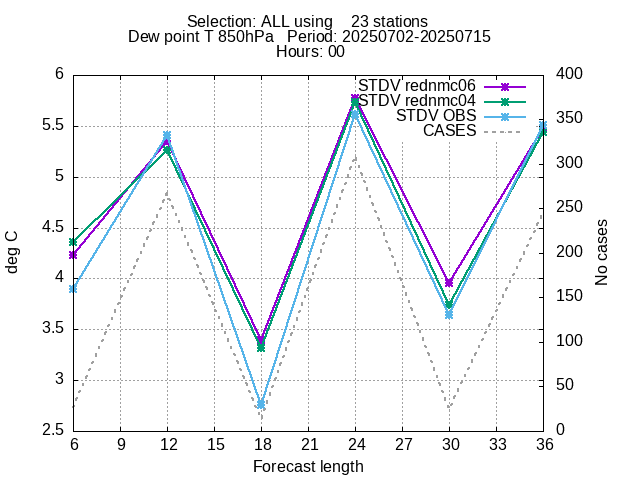 Selection: ALL using    23 stations
Dew point T 850hPa   Period: 20250702-20250715
Hours: 00
6
5.5
5
4.5
4
3.5
3
2.5
400
350
300
250
200
150
100
50
0
STDV rednmc06
STDV rednmc04
STDV OBS
CASES
deg C
No cases
6 9 12 15 18 21 24 27 30 33 36
Forecast length